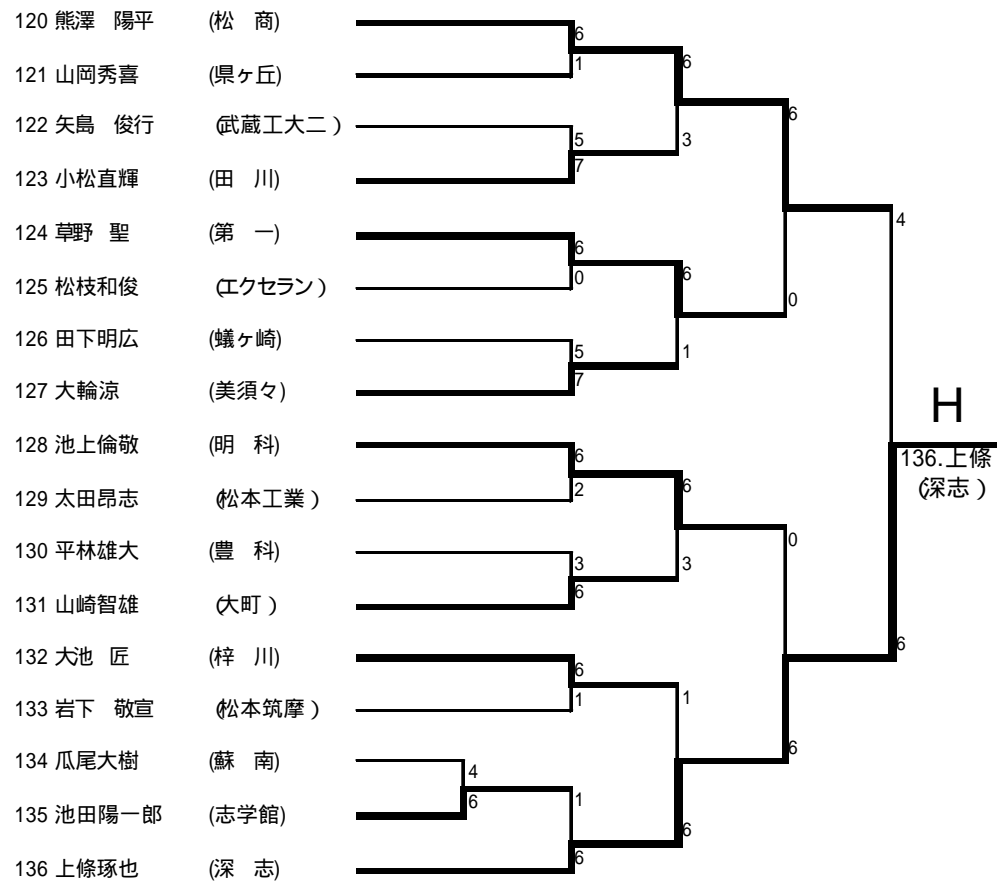 120 熊澤 陽平 (松 商)
6
6
121 山岡秀喜 (県ヶ丘)
1
6
122 矢島 俊行 (武蔵工大二)
5
3
123 小松直輝 (田 川)
7
4
124 草野 聖 (第 一)
6
6
125 松枝和俊 (エクセラン)
0
0
126 田下明広 (蟻ヶ崎)
5
1
127 大輪涼 (美須々)
7
H
128 池上倫敬 (明 科)
6
136.上條
(深志)
129 太田昂志 (松本工業)
2
6
130 平林雄大 (豊 科)
3
3
0
131 山崎智雄 (大町)
6
132 大池 匠 (梓 川)
6
6
133 岩下 敬宣 (松本筑摩)
1
1
134 瓜尾大樹 (蘇 南)
4
6
135 池田陽一郎 (志学館)
6
1
6
136 上條琢也 (深 志)
6